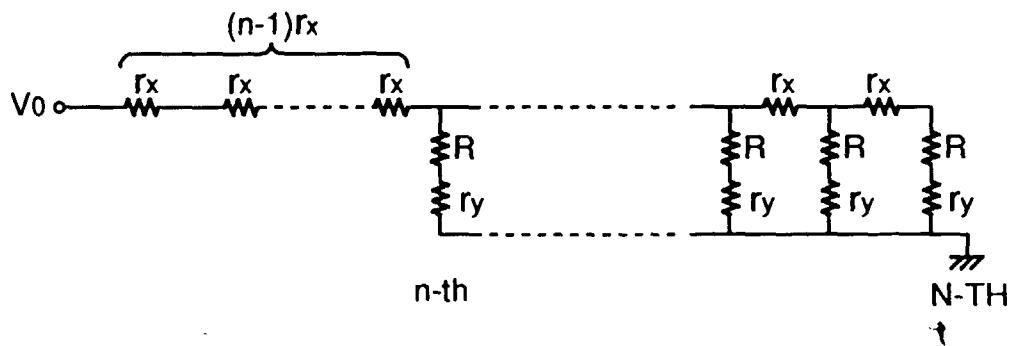 (n-1)rx
rx rx rx rx rx
V0
R R R R
ry ry ry ry
n-th N-TH